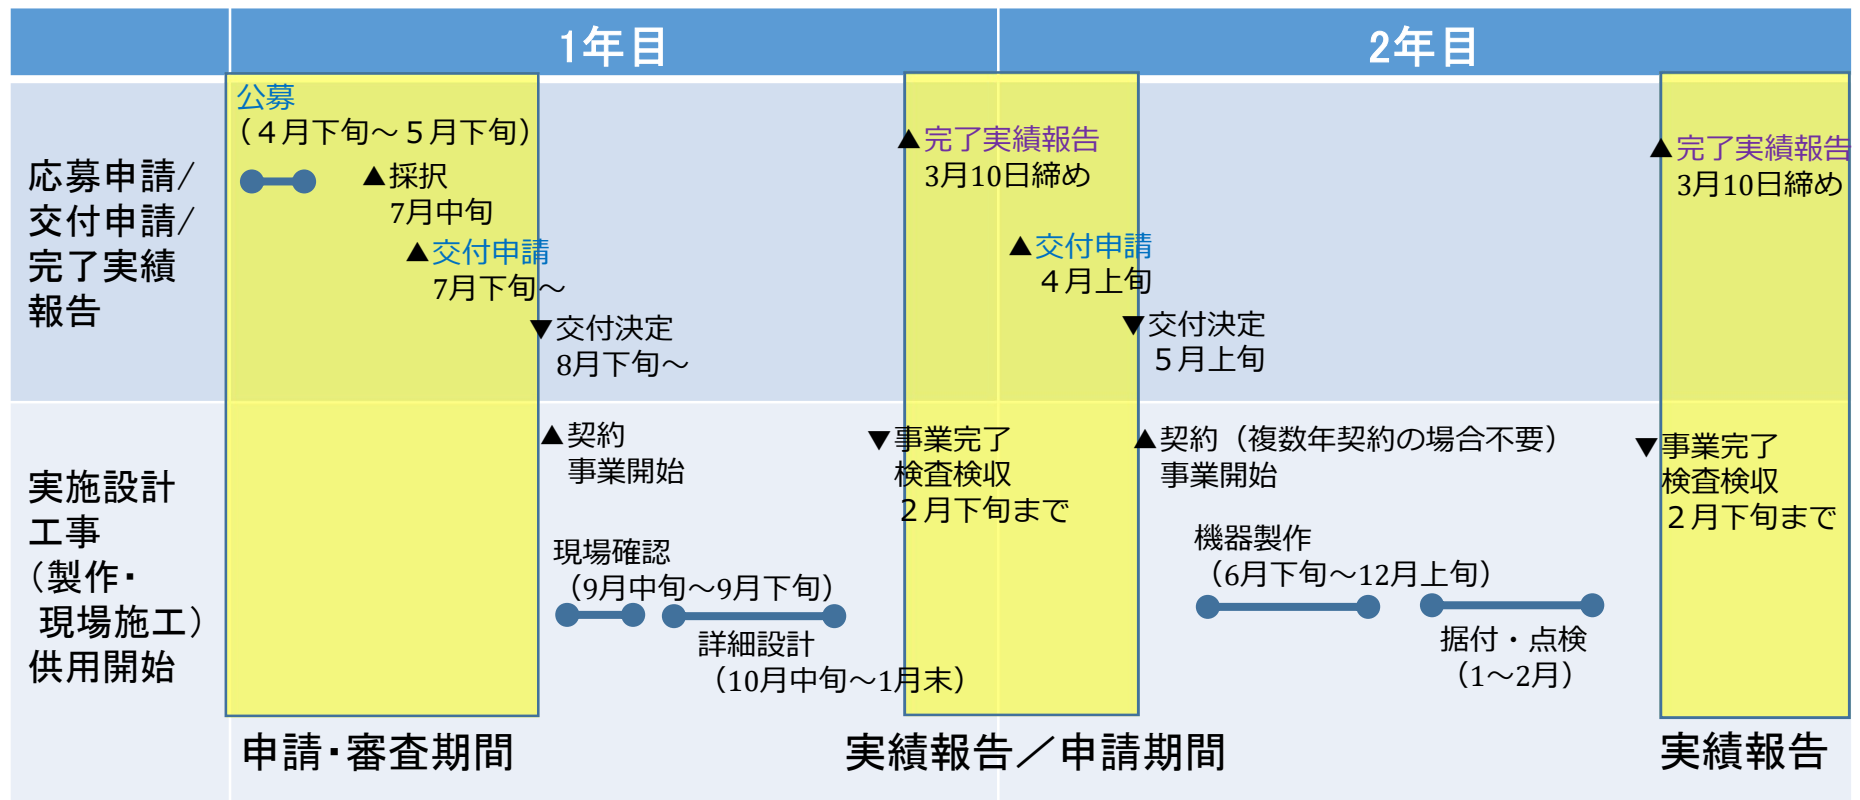 1年目
2年目
応募申請/
交付申請/
完了実績
報告
公募
（４月下旬～５月下旬）
▲採択
7月中旬
▲交付申請
7月下旬～
▼交付決定
8月下旬～
▲完了実績報告
3月10日締め
▲交付申請
４月上旬
▼交付決定
５月上旬
▲完了実績報告
3月10日締め
実施設計
工事
（製作・
現場施工）
供用開始
▲契約
事業開始
現場確認
（9月中旬～9月下旬）
詳細設計
（10月中旬～1月末）
▼事業完了
検査検収
２月下旬まで
▲契約（複数年契約の場合不要）
事業開始
機器製作
（6月下旬～12月上旬）
据付・点検
（1～2月）
▼事業完了
検査検収
２月下旬まで
申請・審査期間
実績報告／申請期間
実績報告